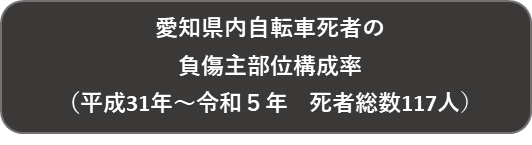 愛知県内自転車死者の
負傷主部位構成率
（平成31年～令和５年　死者総数117人）